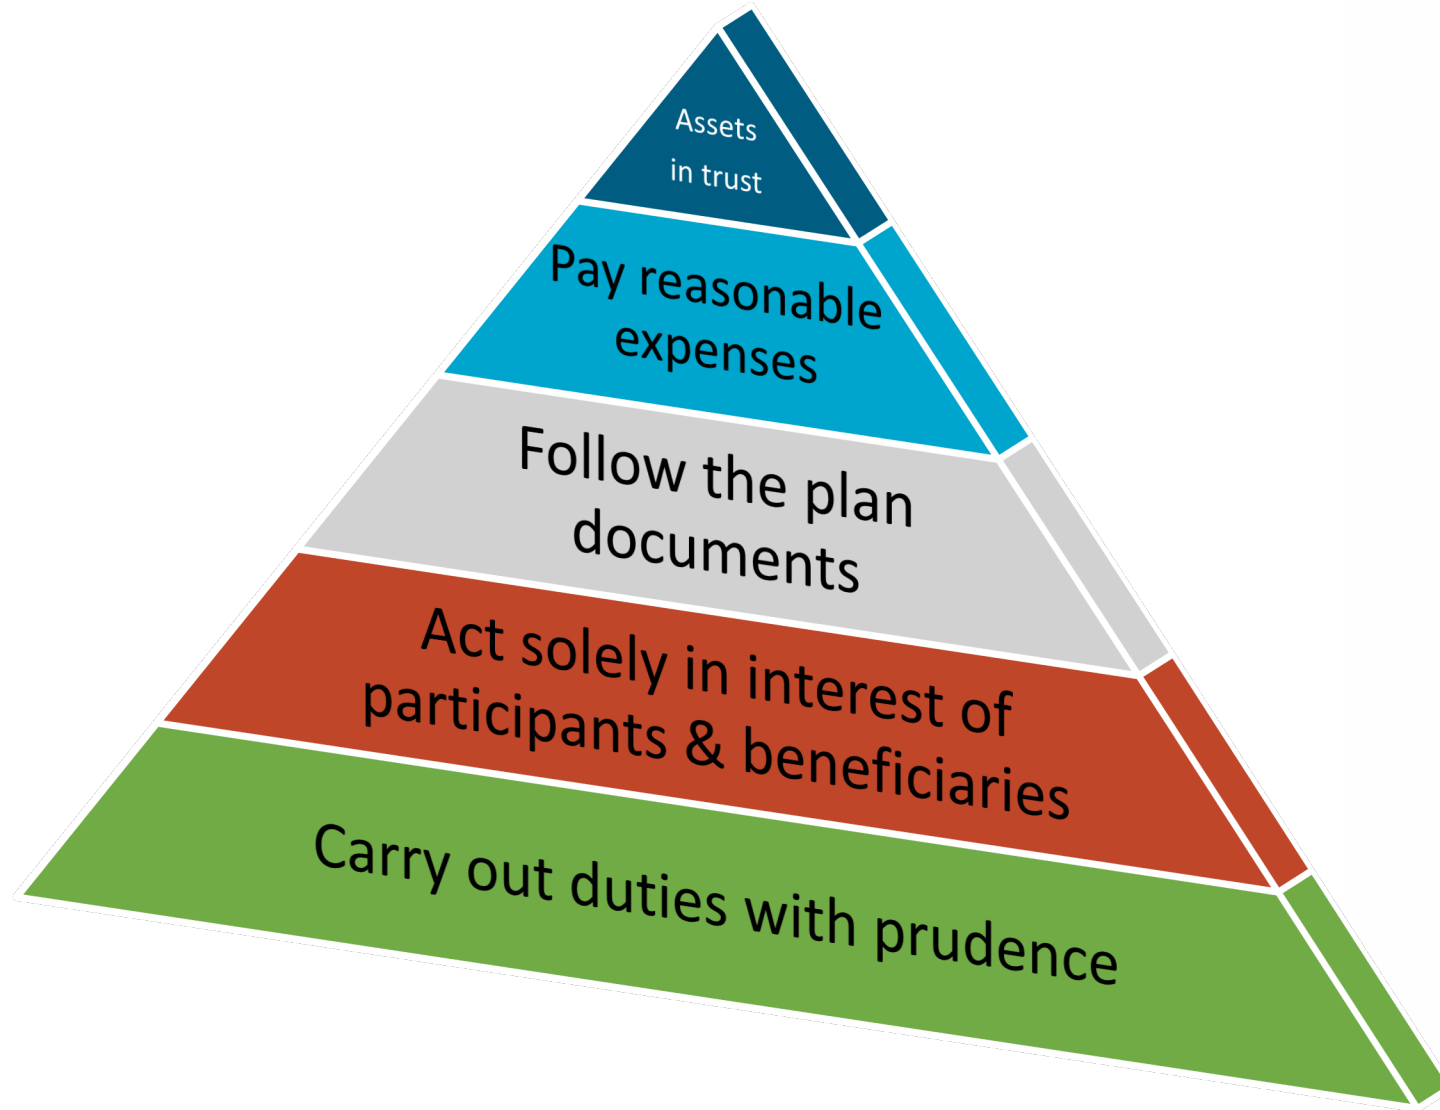 Assets
in trust
Pay reasonable
expenses
Follow the plan
documents
Act solely in interest of
participants & beneficiaries
Carry out duties with prudence